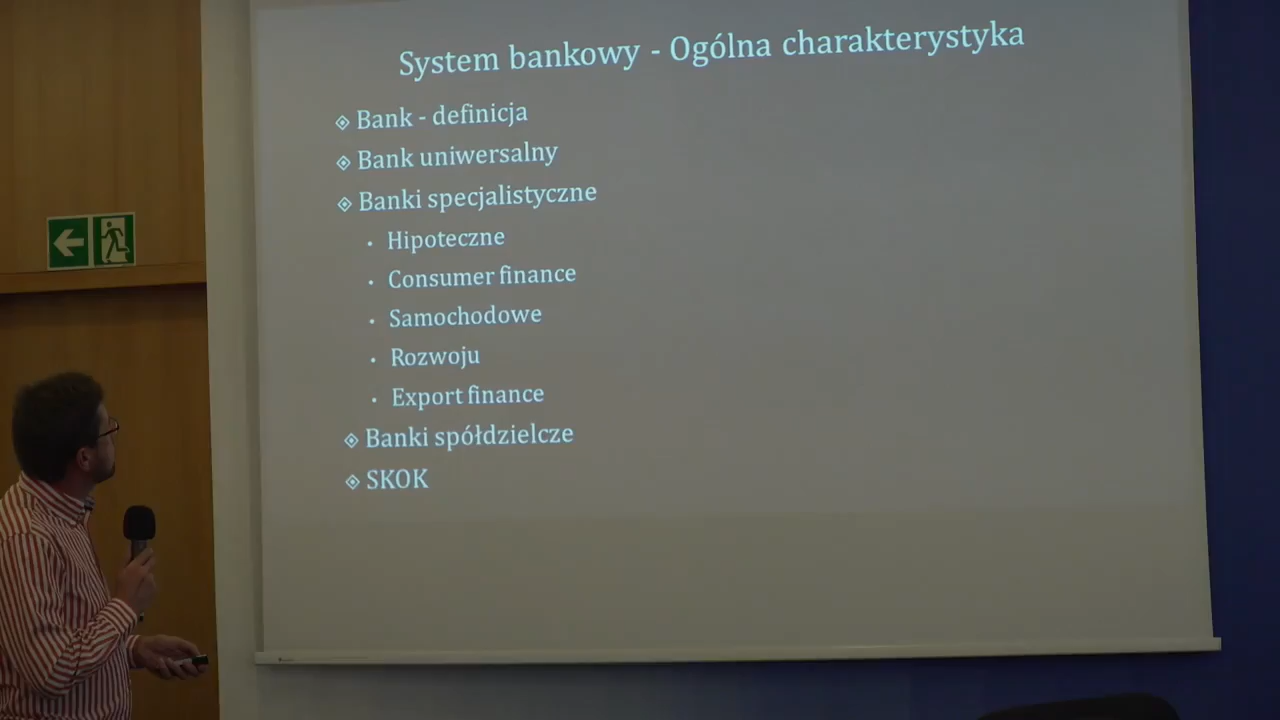 System bankowy - Ogólna charakterystyka
Bank - definicja
Bank uniwersalny
Banki specjalistyczne
Hipoteczne
Consumer finance
Samochodowe
Rozwoju
Export finance
Banki spółdzielcze
SKOK